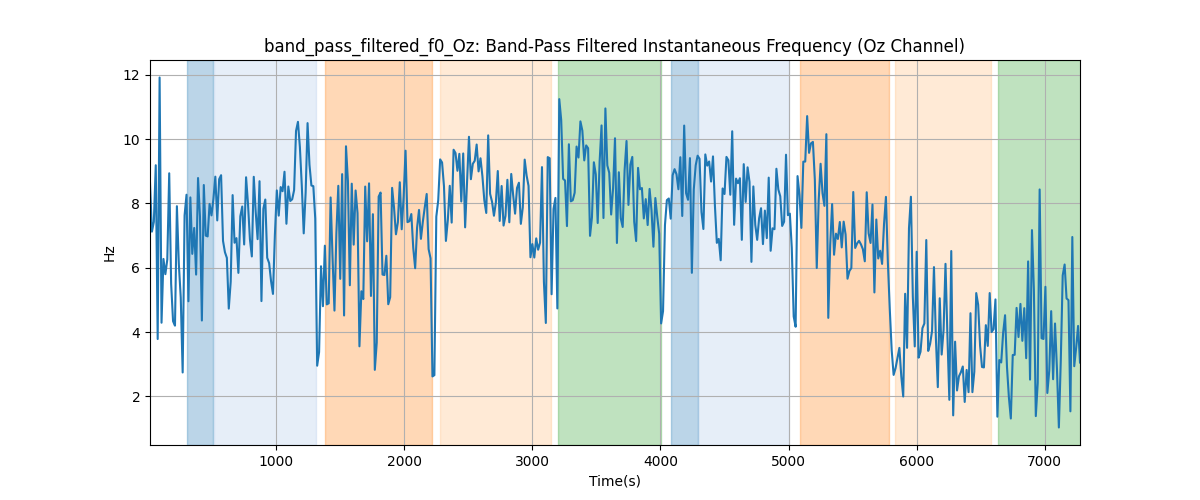 band_pass_filtered_f0_Oz: Band-Pass Filtered Instantaneous Frequency (Oz Channel)
12
10
8
6
4
2
Hz
1000 2000 3000 4000 5000 6000 7000
Time(s)